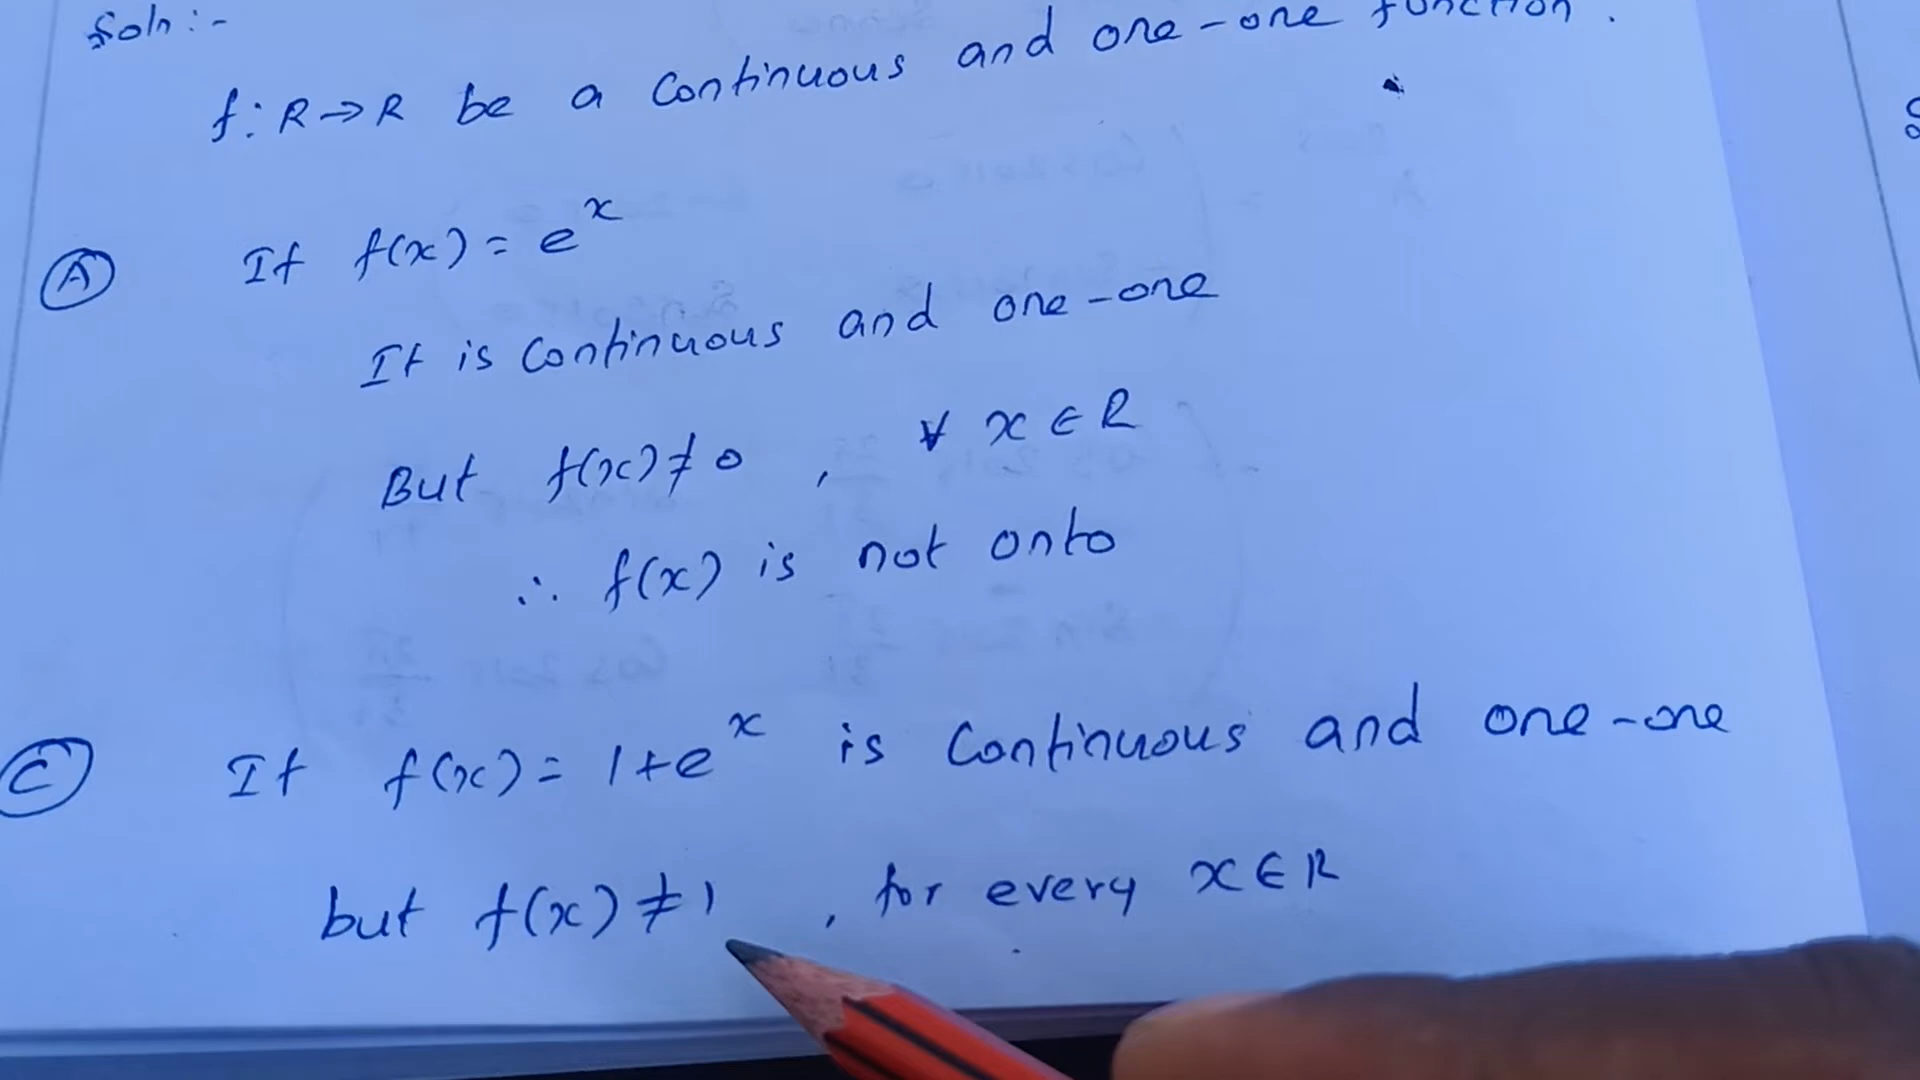 Soln :-
f: R → R be a continuous and one-one function.
Ⓐ If f(x) = e^x
It is continuous and one-one
But f(x) ≠ 0 , ∀ x ∈ R
∴ f(x) is not onto
Ⓒ If f(x) = 1+e^x is continuous and one-one
but f(x) ≠ 1 , for every x ∈ R